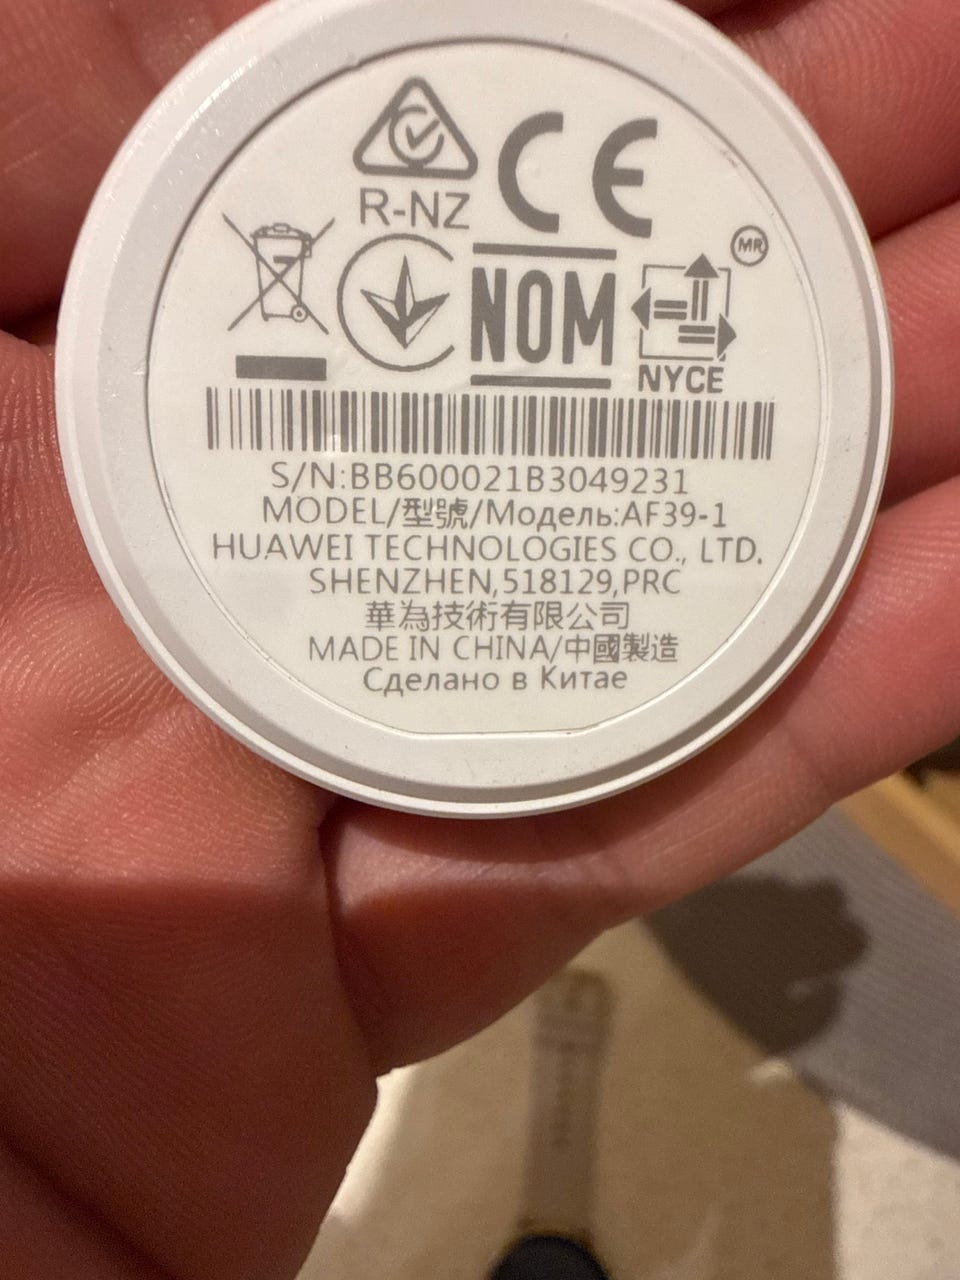 R-NZ
CE
NOM
MR
NYCE
S/N:BB600021B3049231
MODEL/型號/Модель:AF39-1
HUAWEI TECHNOLOGIES CO., LTD.
SHENZHEN,518129,PRC
華為技術有限公司
MADE IN CHINA/中國製造
Сделано в Китае